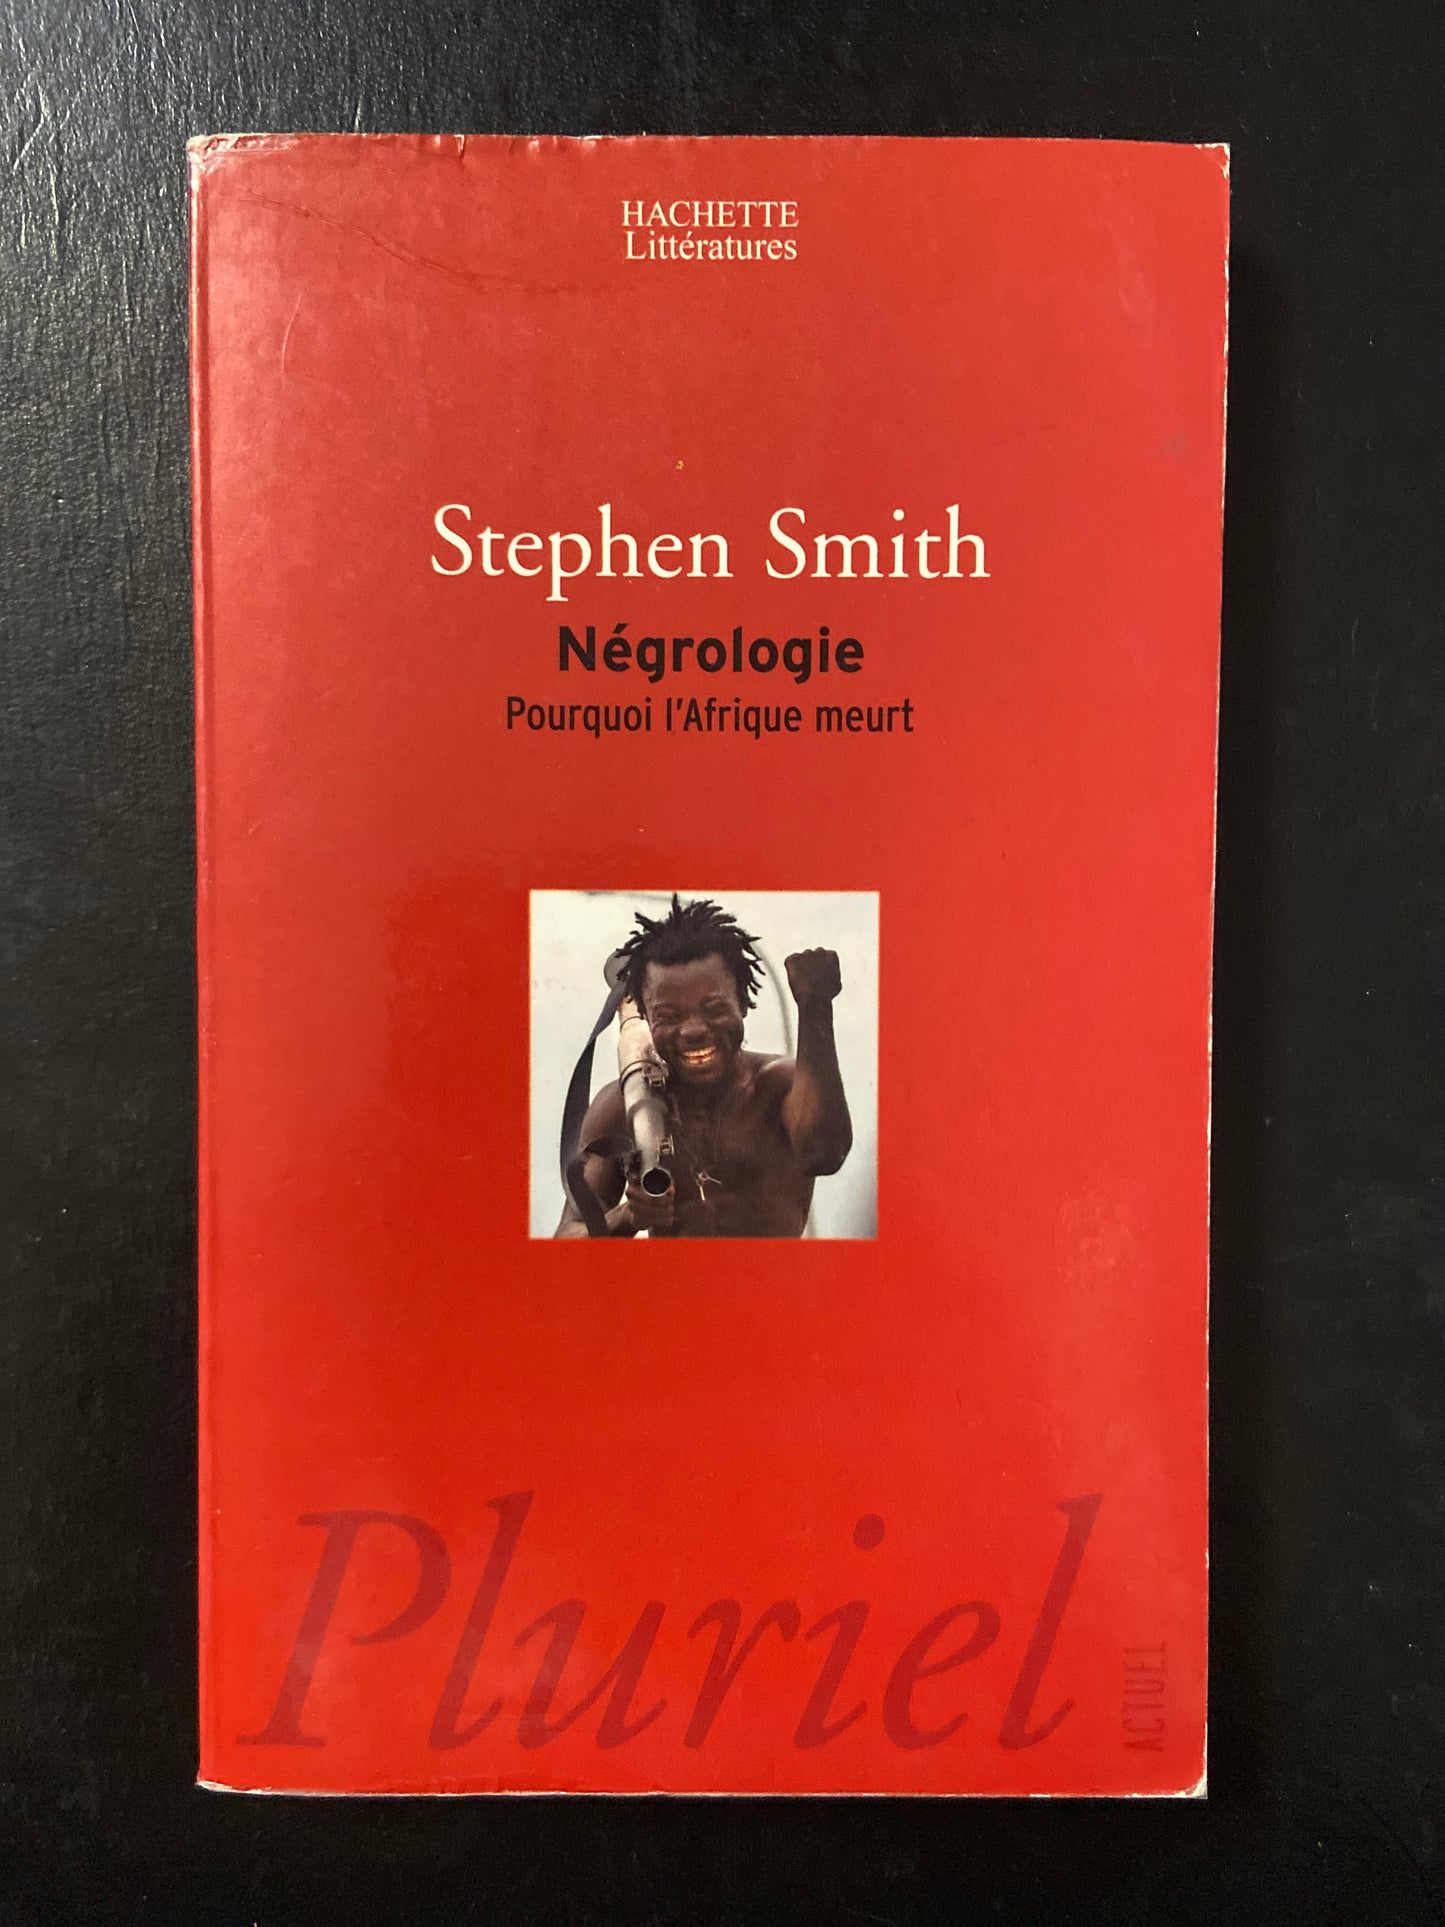 HACHETTE
Littératures
Stephen Smith
Négrologie
Pourquoi l'Afrique meurt
Pluriel
ACTUEL